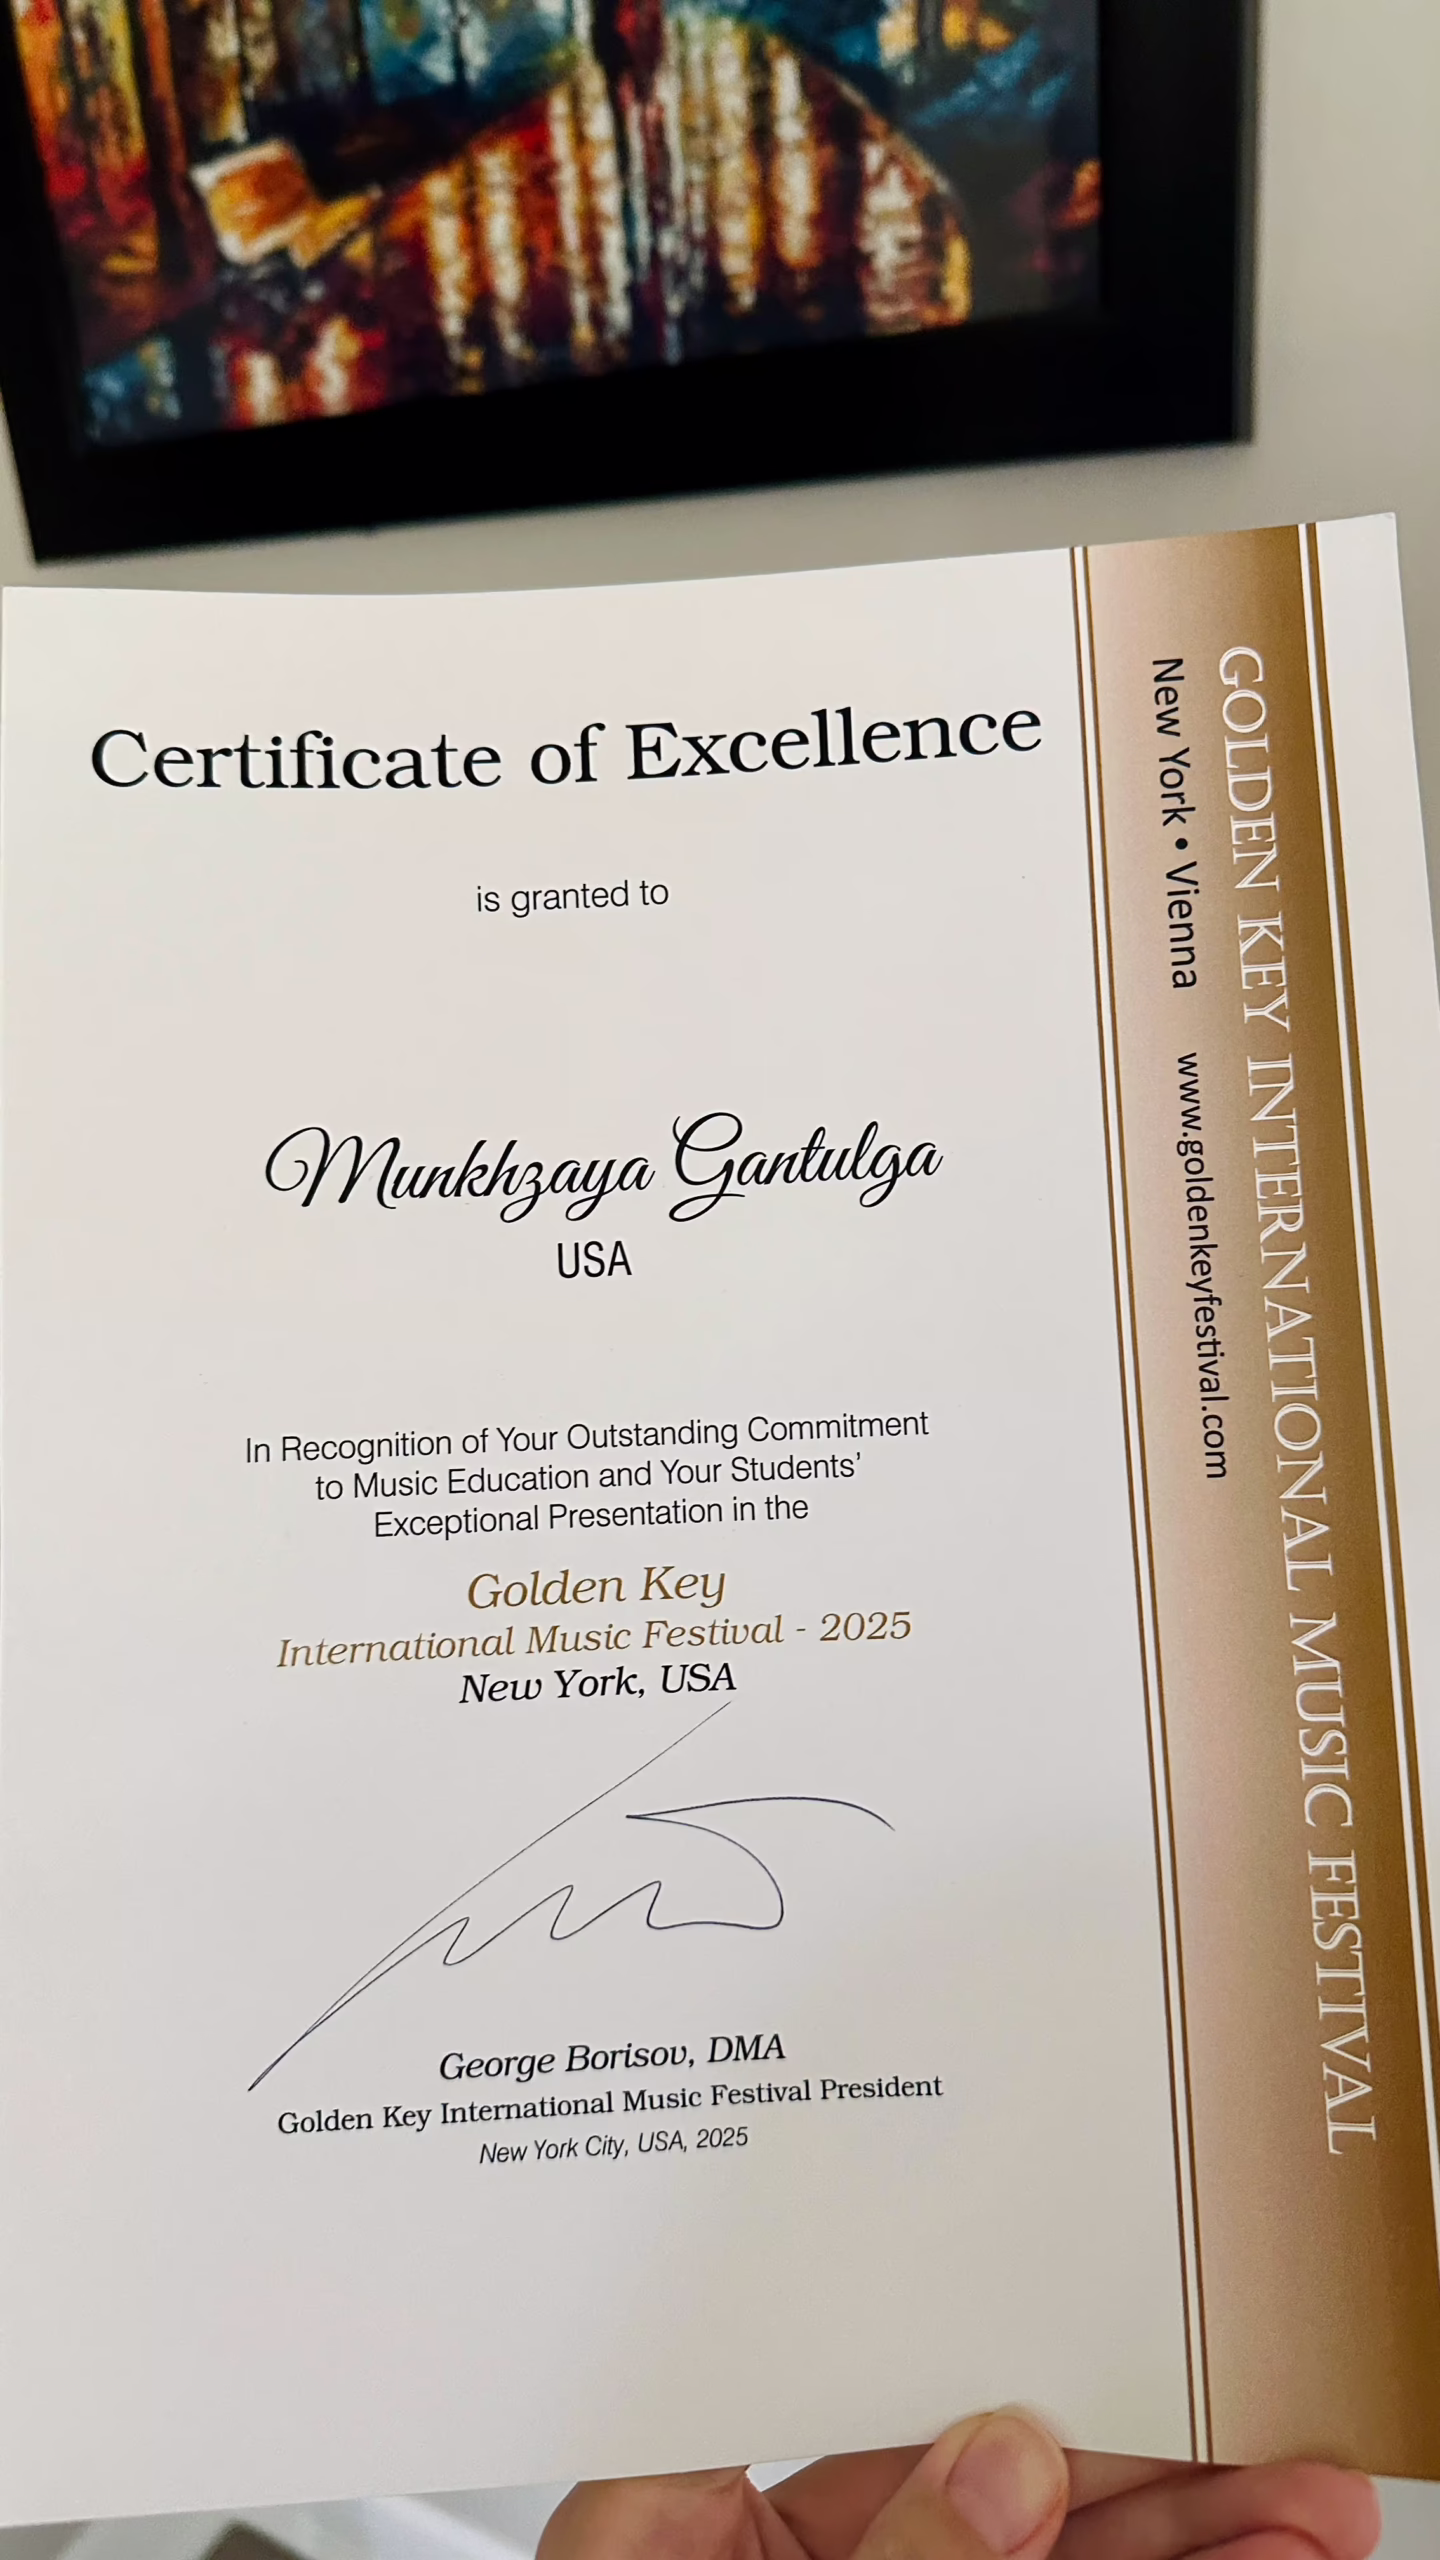 Certificate of Excellence
is granted to
Munkhzaya Gantulga
USA
In Recognition of Your Outstanding Commitment
to Music Education and Your Students’
Exceptional Presentation in the
Golden Key
International Music Festival - 2025
New York, USA
George Borisov, DMA
Golden Key International Music Festival President
New York City, USA, 2025
GOLDEN KEY INTERNATIONAL MUSIC FESTIVAL
New York • Vienna www.goldenkeyfestival.com